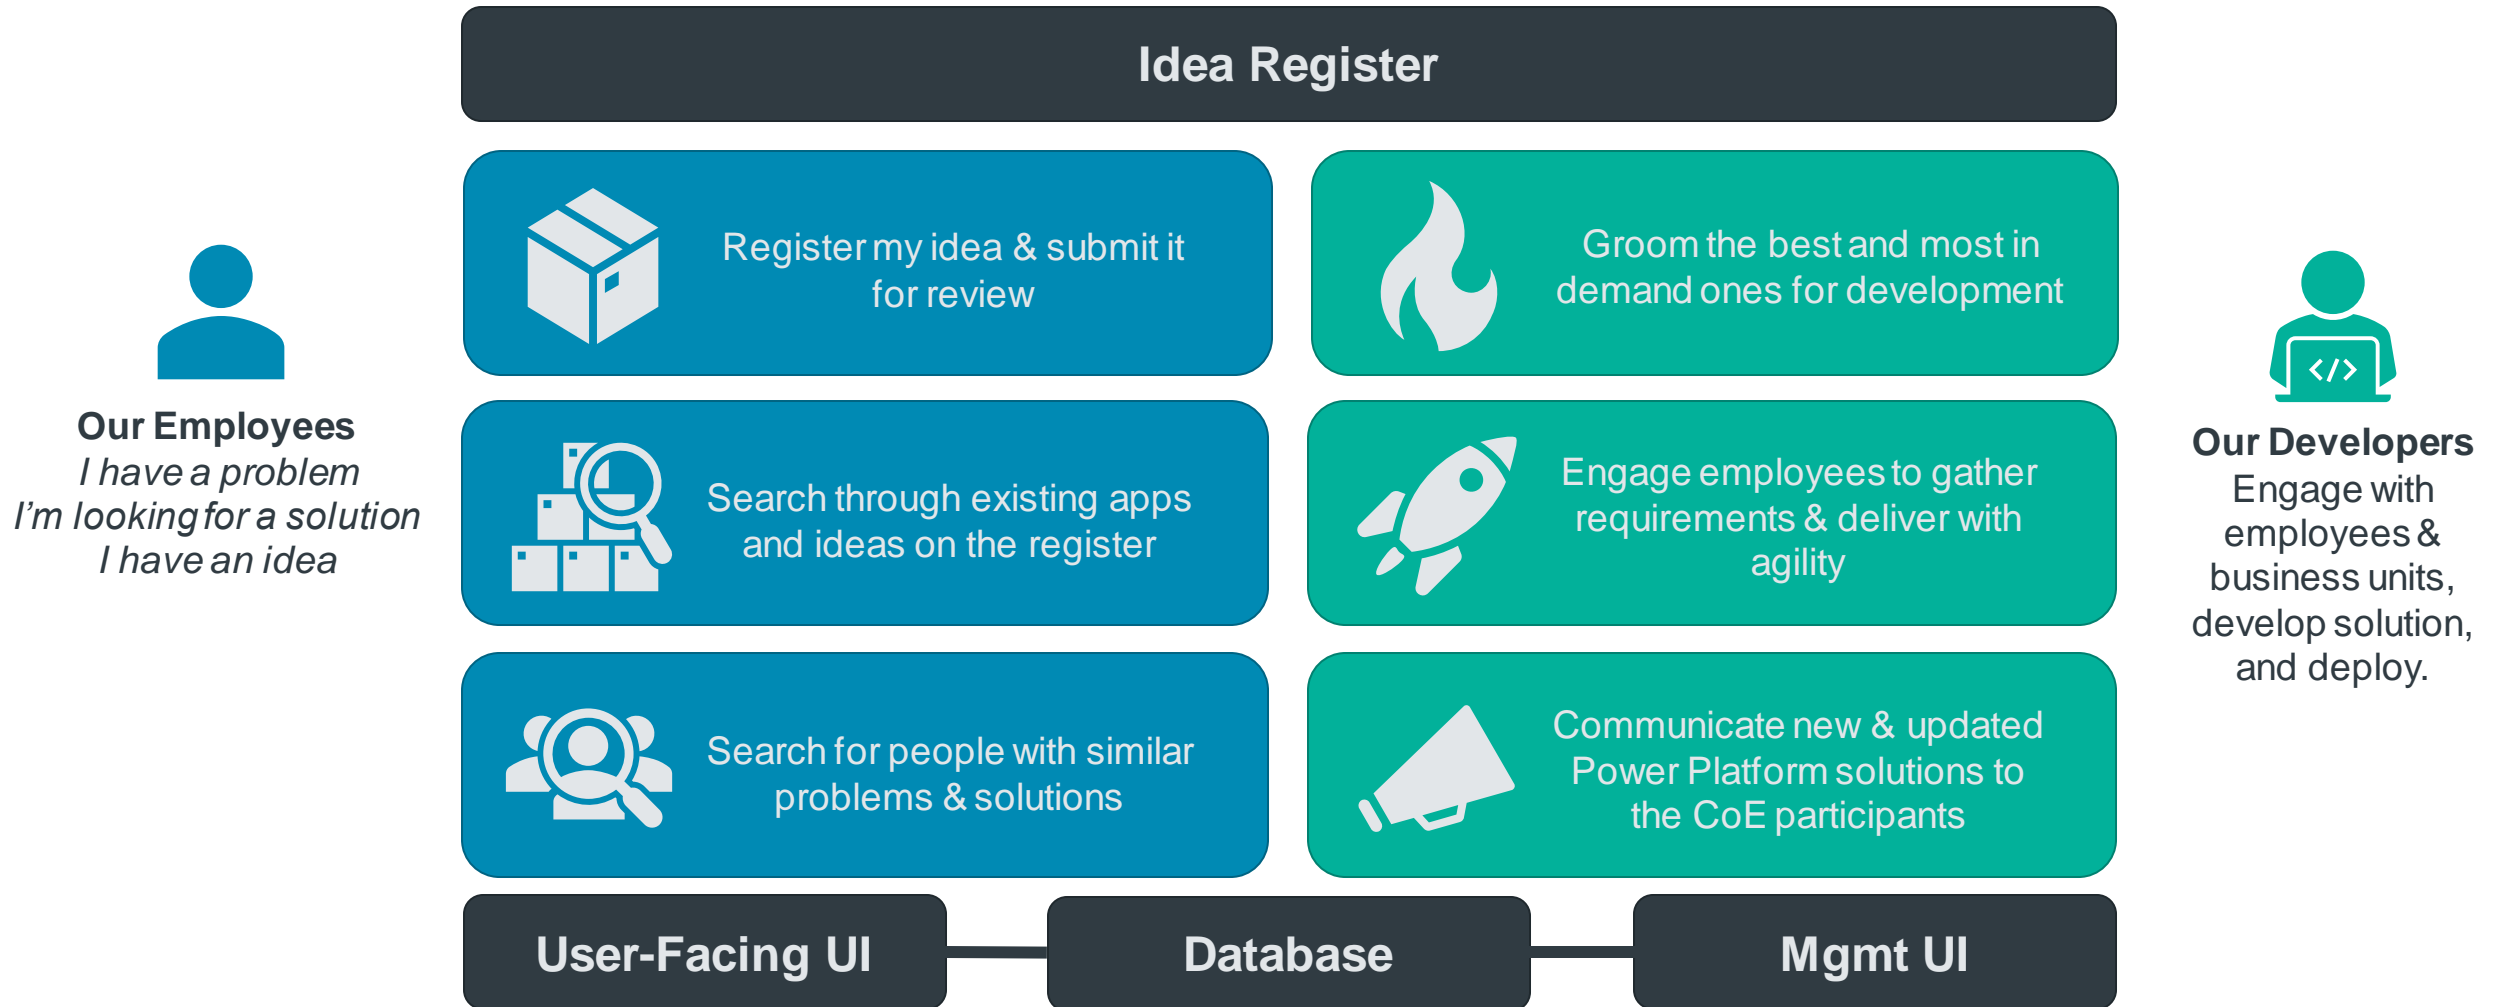 Idea Register
Our Employees
I have a problem
I'm looking for a solution
I have an idea
Register my idea & submit it
for review
Search through existing apps
and ideas on the register
Search for people with similar
problems & solutions
Groom the best and most in
demand ones for development
Engage employees to gather
requirements & deliver with
agility
Communicate new & updated
Power Platform solutions to
the CoE participants
</>
Our Developers
Engage with
employees &
business units,
develop solution,
and deploy.
User-Facing UI
Database
Mgmt UI